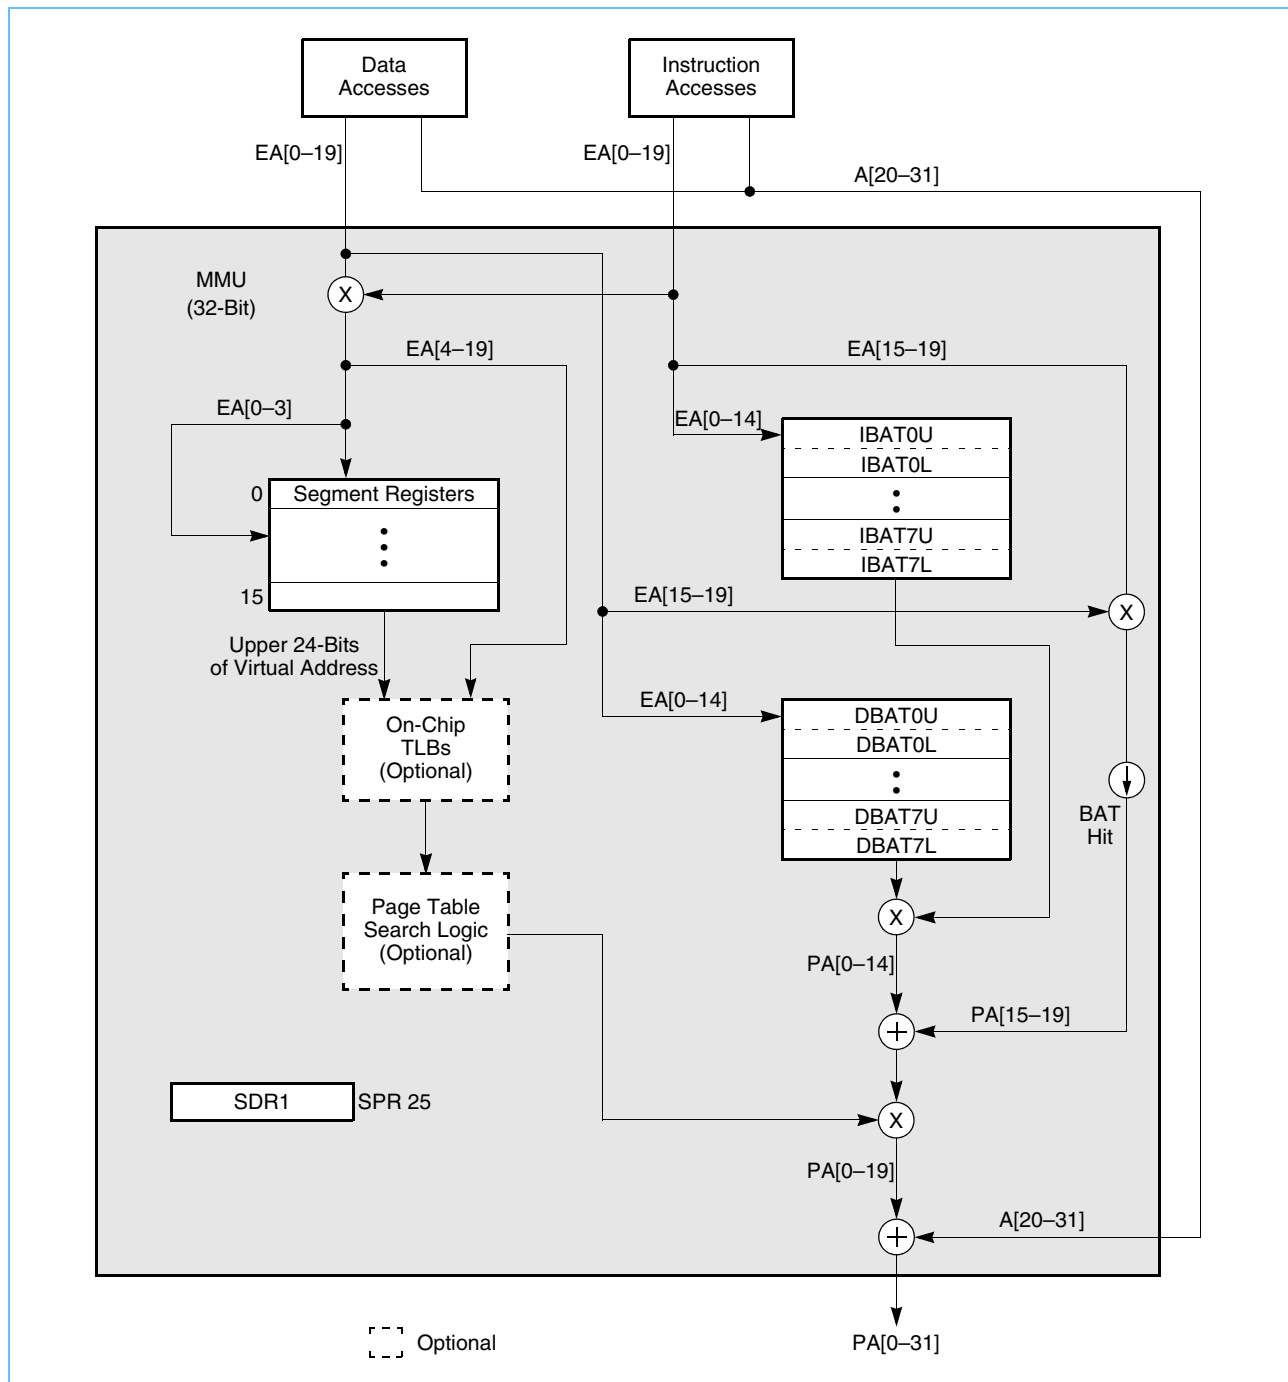 Data
Accesses
Instruction
Accesses
EA[0–19]
EA[0–19]
A[20–31]
MMU
(32-Bit)
X
EA[4–19]
EA[15–19]
EA[0–3]
EA[0–14]
IBAT0U
IBAT0L
IBAT7U
IBAT7L
0
Segment Registers
15
EA[15–19]
X
Upper 24-Bits
of Virtual Address
EA[0–14]
On-Chip
TLBs
(Optional)
DBAT0U
DBAT0L
DBAT7U
DBAT7L
BAT
Hit
Page Table
Search Logic
(Optional)
X
PA[0–14]
PA[15–19]
+
SDR1
SPR 25
X
PA[0–19]
A[20–31]
+
Optional
PA[0–31]